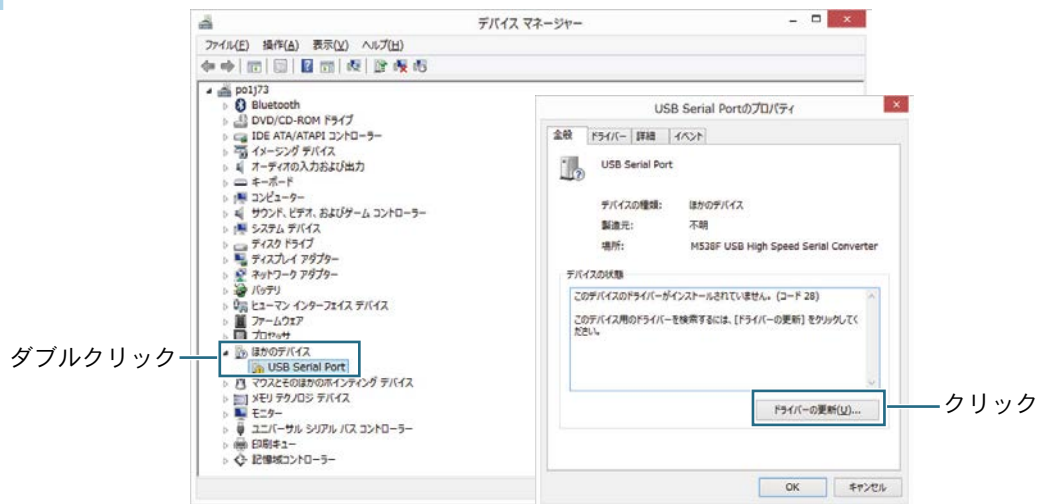 デバイス マネージャー
ファイル(F) 操作(A) 表示(V) ヘルプ(H)
po1j73
Bluetooth
DVD/CD-ROM ドライブ
IDE ATA/ATAPI コントローラー
イメージング デバイス
オーディオの入力および出力
キーボード
コンピューター
サウンド、ビデオ、およびゲーム コントローラー
システム デバイス
ディスク ドライブ
ディスプレイ アダプター
ネットワーク アダプター
バッテリ
ヒューマン インターフェイス デバイス
ファームウェア
プロセッサ
ほかのデバイス
USB Serial Port
マウスとそのほかのポインティング デバイス
メモリ テクノロジ デバイス
モニター
ユニバーサル シリアル バス コントローラー
印刷キュー
記憶域コントローラー
ダブルクリック
USB Serial Portのプロパティ
全般 ドライバー 詳細 イベント
USB Serial Port
デバイスの種類: ほかのデバイス
製造元: 不明
場所: M538F USB High Speed Serial Converter
デバイスの状態
このデバイスのドライバーがインストールされていません。(コード 28)
このデバイス用のドライバーを検索するには、[ドライバーの更新] をクリックしてく
ださい。
ドライバーの更新(U)...
クリック
OK キャンセル